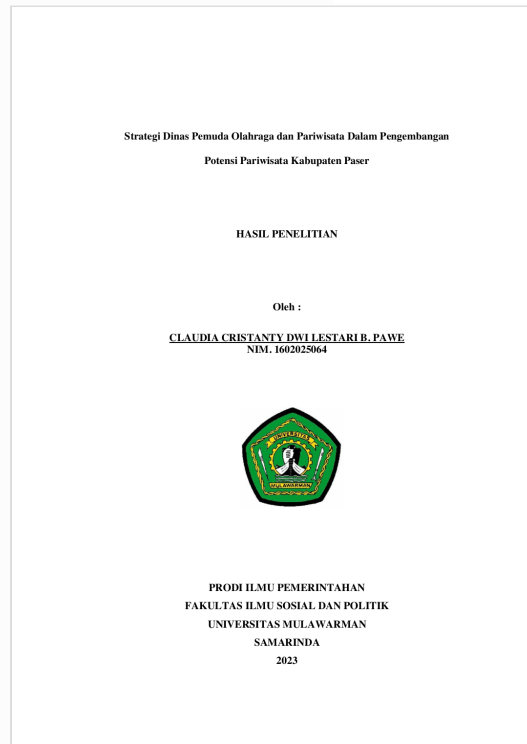 Strategi Dinas Pemuda Olahraga dan Pariwisata Dalam Pengembangan
Potensi Pariwisata Kabupaten Paser
HASIL PENELITIAN
Oleh :
CLAUDIA CRISTANTY DWI LESTARI B. PAWE
NIM. 1602025064
UNIVERSITAS
MULAWARMAN
PRODI ILMU PEMERINTAHAN
FAKULTAS ILMU SOSIAL DAN POLITIK
UNIVERSITAS MULAWARMAN
SAMARINDA
2023